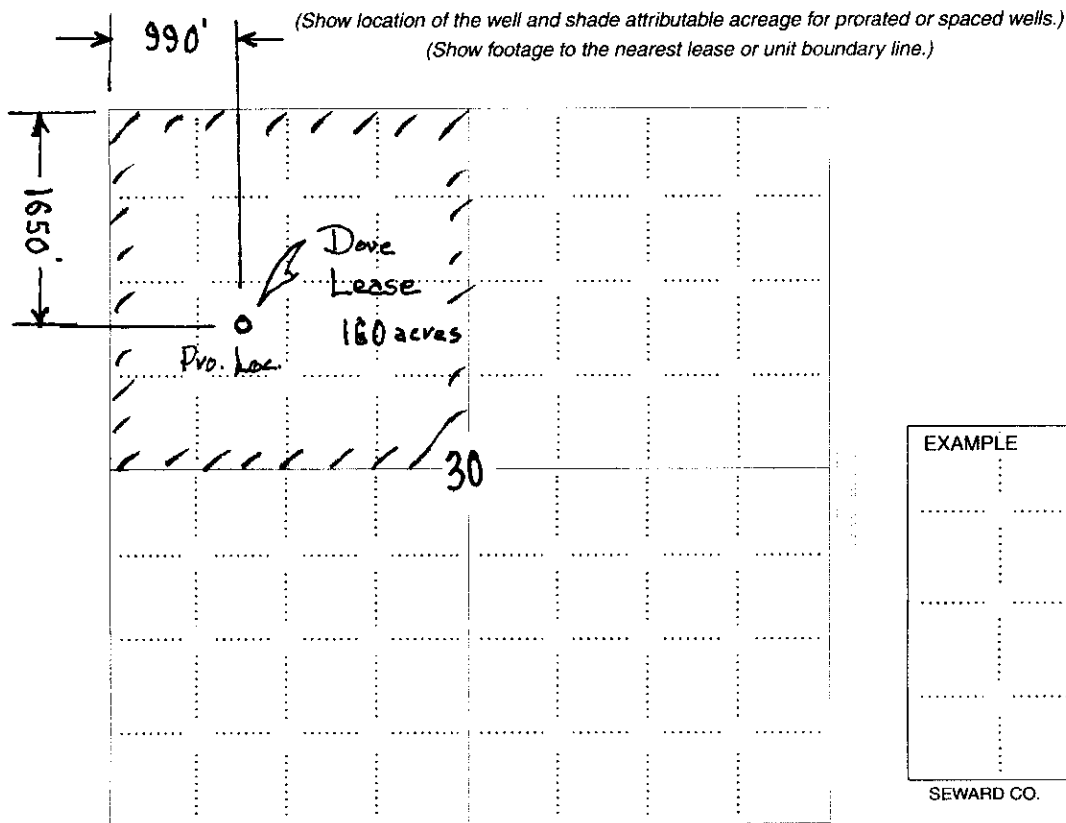 (Show location of the well and shade attributable acreage for prorated or spaced wells.)
(Show footage to the nearest lease or unit boundary line.)
990'
1650'
Dove
Lease
160 acres
Pro. Loc.
30
EXAMPLE
SEWARD CO.